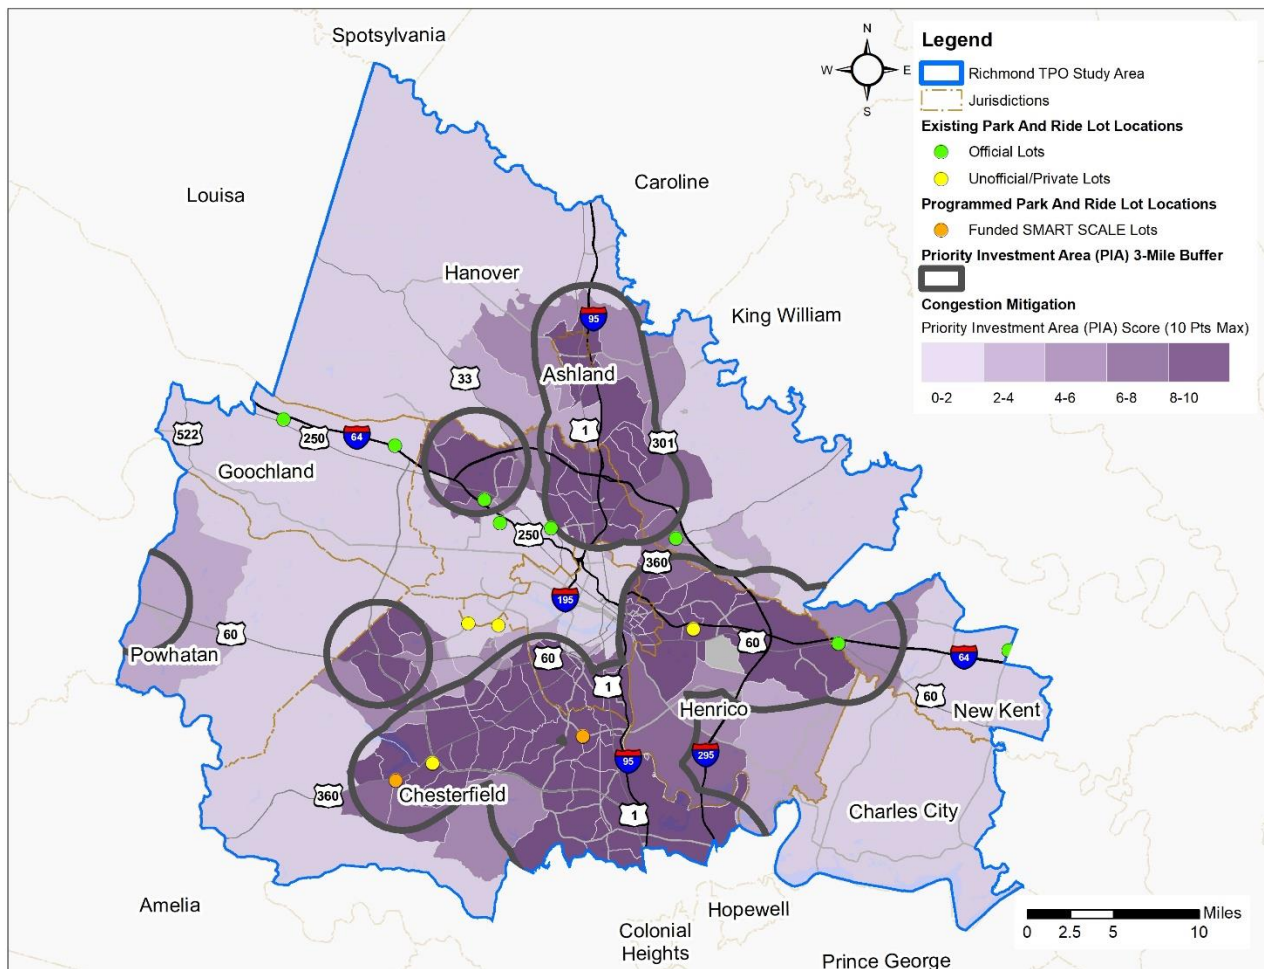 Spotsylvania
N
W E
S
Legend
Richmond TPO Study Area
Jurisdictions
Existing Park And Ride Lot Locations
Official Lots
Unofficial/Private Lots
Programmed Park And Ride Lot Locations
Funded SMART SCALE Lots
Priority Investment Area (PIA) 3-Mile Buffer
Congestion Mitigation
Priority Investment Area (PIA) Score (10 Pts Max)
0-2 2-4 4-6 6-8 8-10
Louisa
Caroline
Hanover
King William
95
33
Ashland
522
250
64
1
301
Goochland
250
360
195
60
60
60
Powhatan
64
60
1
Henrico
New Kent
95
295
360
Chesterfield
1
Charles City
Amelia
Hopewell
Colonial
Heights
Prince George
Miles
0 2.5 5 10